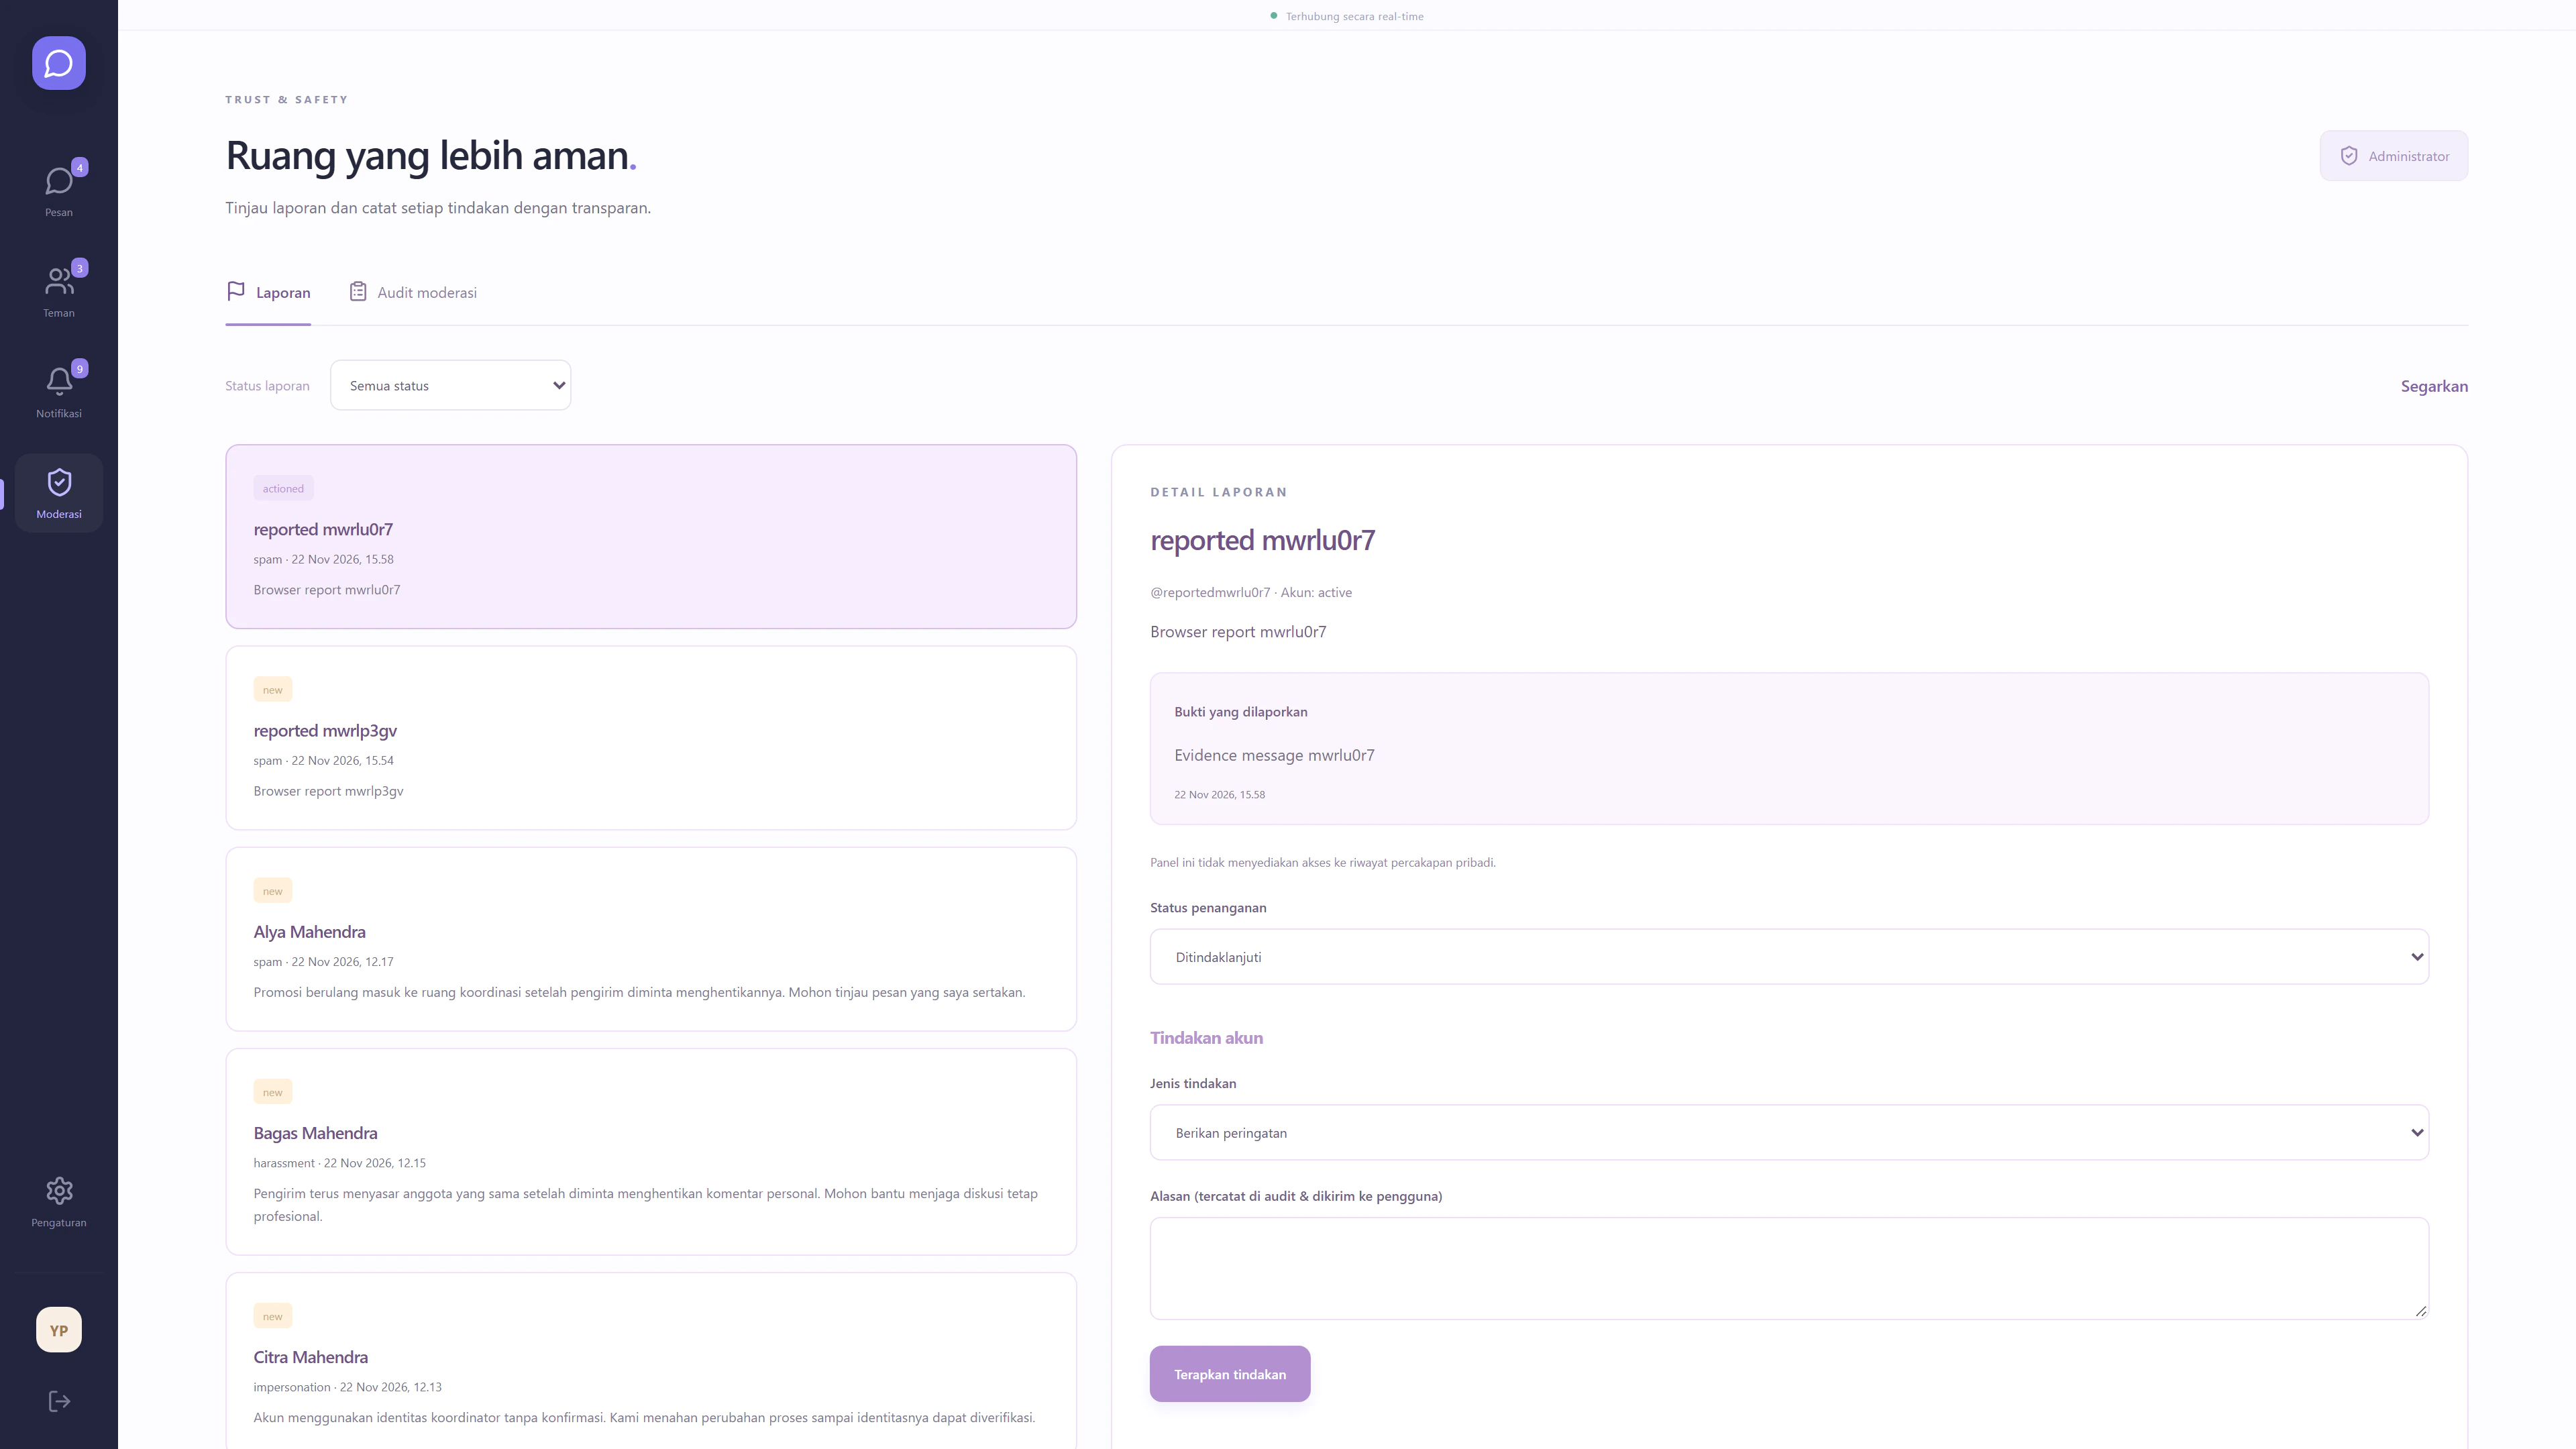 Terhubung secara real-time
4
Pesan
3
Teman
9
Notifikasi
Moderasi
Pengaturan
YP
TRUST & SAFETY
Ruang yang lebih aman.
Tinjau laporan dan catat setiap tindakan dengan transparan.
Administrator
Laporan
Audit moderasi
Status laporan
Semua status
Segarkan
actioned
reported mwrlu0r7
spam · 22 Nov 2026, 15.58
Browser report mwrlu0r7
new
reported mwrlp3gv
spam · 22 Nov 2026, 15.54
Browser report mwrlp3gv
new
Alya Mahendra
spam · 22 Nov 2026, 12.17
Promosi berulang masuk ke ruang koordinasi setelah pengirim diminta menghentikannya. Mohon tinjau pesan yang saya sertakan.
new
Bagas Mahendra
harassment · 22 Nov 2026, 12.15
Pengirim terus menyasar anggota yang sama setelah diminta menghentikan komentar personal. Mohon bantu menjaga diskusi tetap
profesional.
new
Citra Mahendra
impersonation · 22 Nov 2026, 12.13
Akun menggunakan identitas koordinator tanpa konfirmasi. Kami menahan perubahan proses sampai identitasnya dapat diverifikasi.
DETAIL LAPORAN
reported mwrlu0r7
@reportedmwrlu0r7 · Akun: active
Browser report mwrlu0r7
Bukti yang dilaporkan
Evidence message mwrlu0r7
22 Nov 2026, 15.58
Panel ini tidak menyediakan akses ke riwayat percakapan pribadi.
Status penanganan
Ditindaklanjuti
Tindakan akun
Jenis tindakan
Berikan peringatan
Alasan (tercatat di audit & dikirim ke pengguna)
Terapkan tindakan